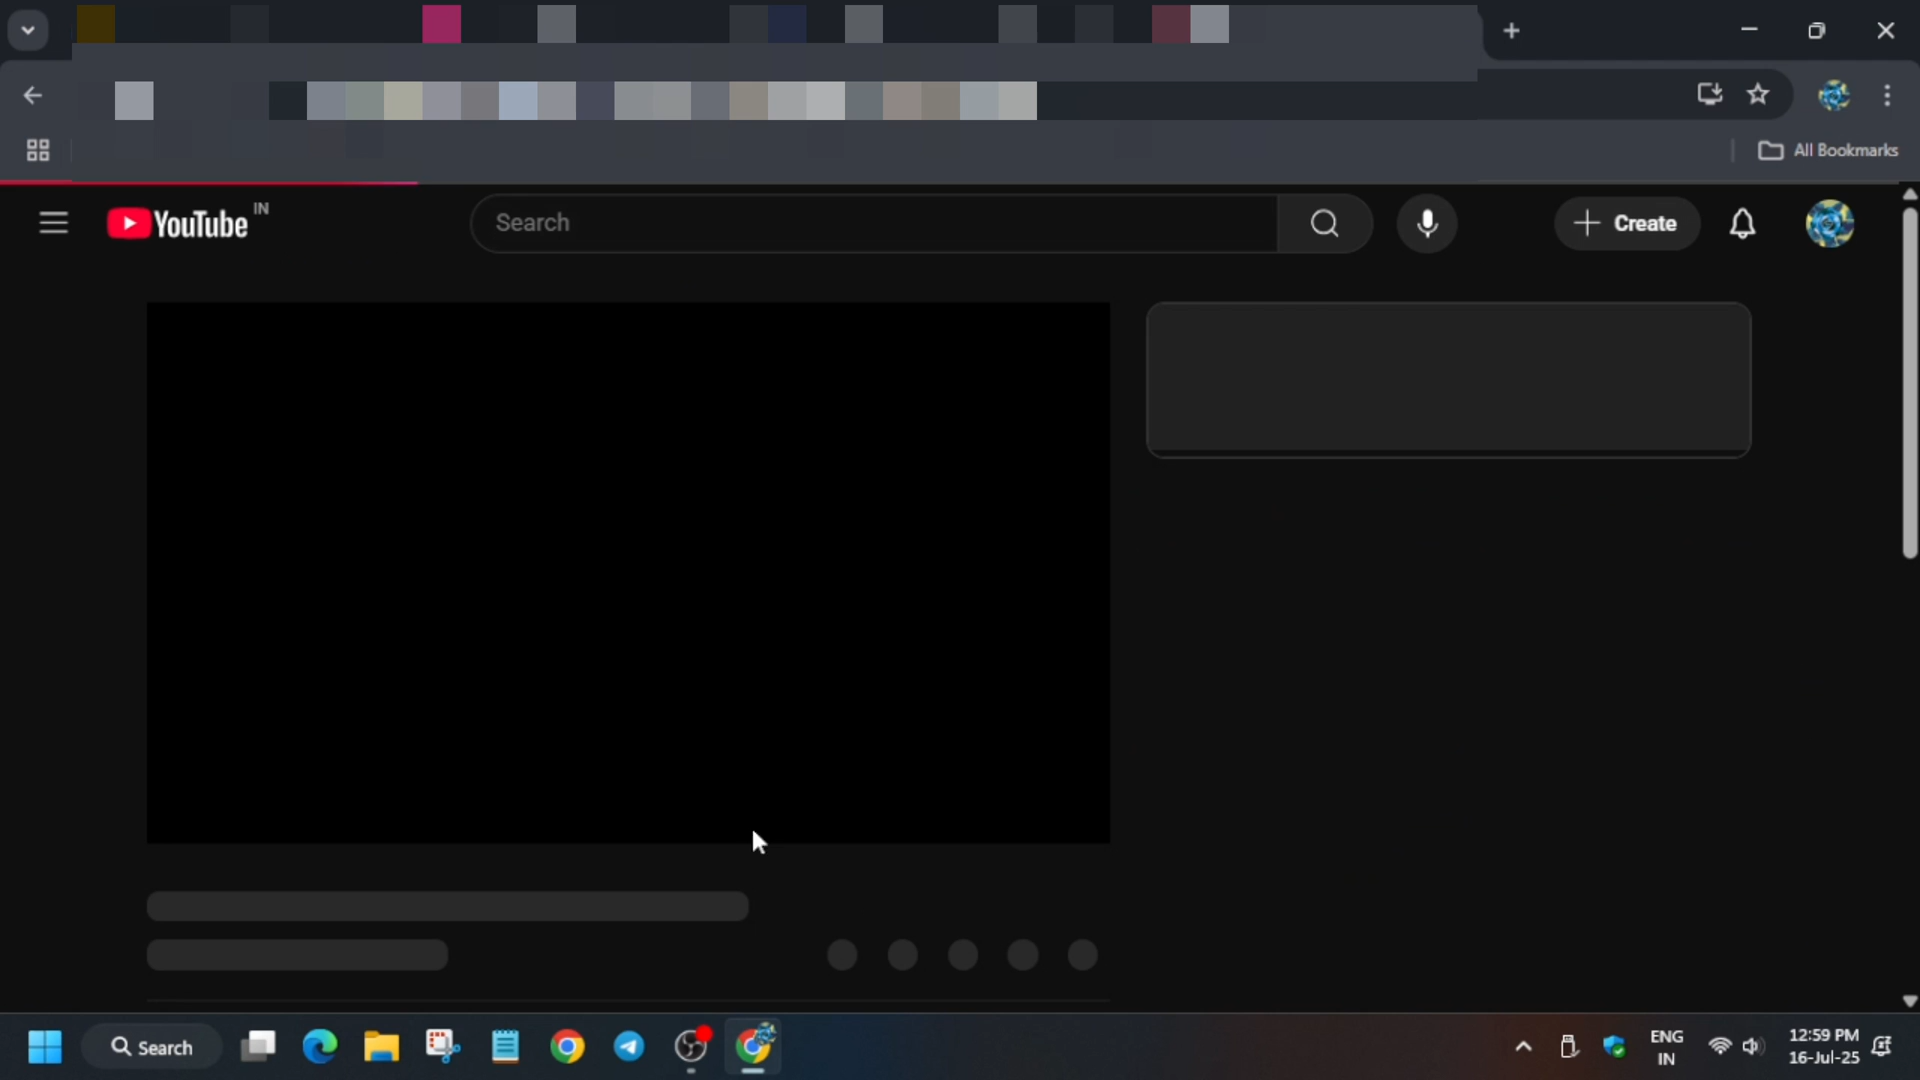 All Bookmarks
YouTube IN
Search
Create
Search
ENG
IN
12:59 PM
16-Jul-25